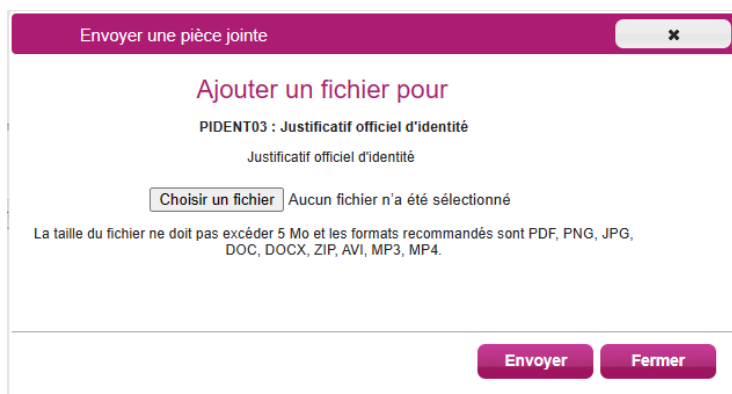 Envoyer une pièce jointe
✖
Ajouter un fichier pour
PIDENT03 : Justificatif officiel d'identité
Justificatif officiel d'identité
Choisir un fichier Aucun fichier n'a été sélectionné
La taille du fichier ne doit pas excéder 5 Mo et les formats recommandés sont PDF, PNG, JPG,
DOC, DOCX, ZIP, AVI, MP3, MP4.
Envoyer Fermer